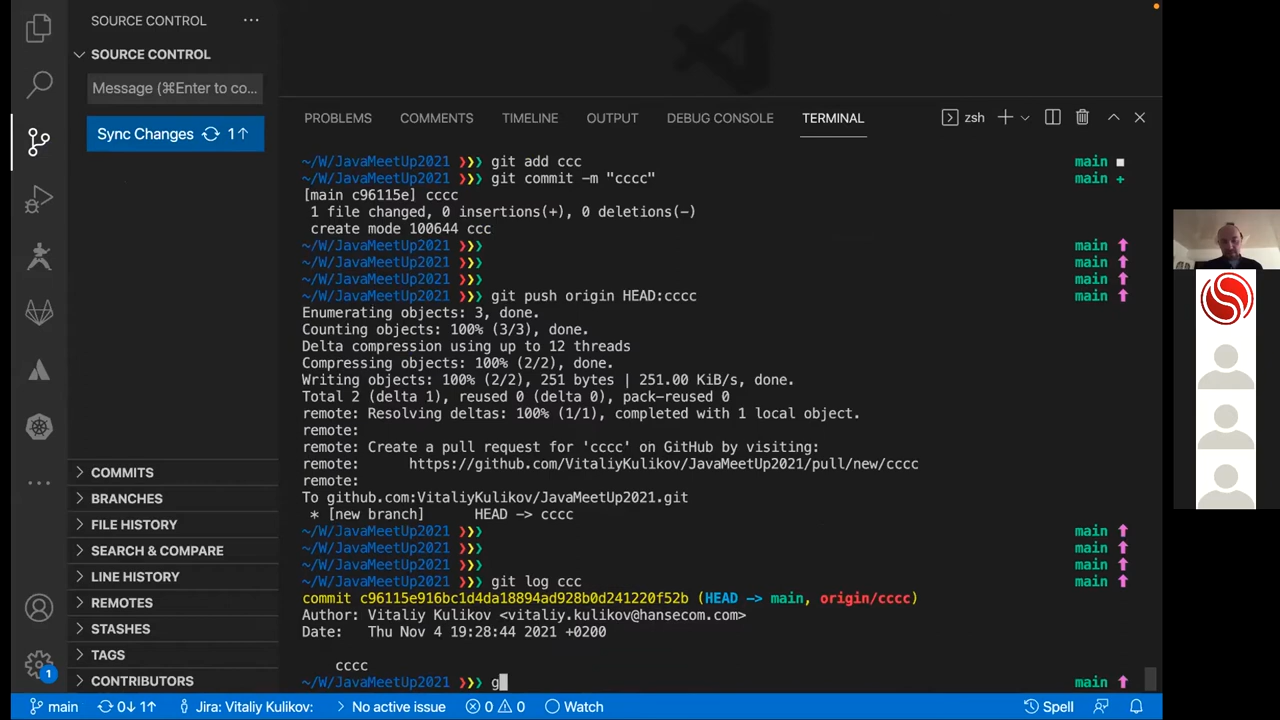 SOURCE CONTROL ···
SOURCE CONTROL
Message (⌘Enter to co...
Sync Changes 1↑
COMMITS
BRANCHES
FILE HISTORY
SEARCH & COMPARE
LINE HISTORY
REMOTES
STASHES
TAGS
CONTRIBUTORS
1
PROBLEMS COMMENTS TIMELINE OUTPUT DEBUG CONSOLE TERMINAL zsh
~/W/JavaMeetUp2021 ❯❯❯ git add ccc main ■
~/W/JavaMeetUp2021 ❯❯❯ git commit -m "cccc" main +
[main c96115e] cccc
1 file changed, 0 insertions(+), 0 deletions(-)
create mode 100644 ccc
~/W/JavaMeetUp2021 ❯❯❯ main ⬆
~/W/JavaMeetUp2021 ❯❯❯ main ⬆
~/W/JavaMeetUp2021 ❯❯❯ main ⬆
~/W/JavaMeetUp2021 ❯❯❯ git push origin HEAD:cccc main ⬆
Enumerating objects: 3, done.
Counting objects: 100% (3/3), done.
Delta compression using up to 12 threads
Compressing objects: 100% (2/2), done.
Writing objects: 100% (2/2), 251 bytes | 251.00 KiB/s, done.
Total 2 (delta 1), reused 0 (delta 0), pack-reused 0
remote: Resolving deltas: 100% (1/1), completed with 1 local object.
remote:
remote: Create a pull request for 'cccc' on GitHub by visiting:
remote: https://github.com/VitaliyKulikov/JavaMeetUp2021/pull/new/cccc
remote:
To github.com:VitaliyKulikov/JavaMeetUp2021.git
* [new branch] HEAD -> cccc
~/W/JavaMeetUp2021 ❯❯❯ main ⬆
~/W/JavaMeetUp2021 ❯❯❯ main ⬆
~/W/JavaMeetUp2021 ❯❯❯ main ⬆
~/W/JavaMeetUp2021 ❯❯❯ git log ccc main ⬆
commit c96115e916bc1d4da18894ad928b0d241220f52b (HEAD -> main, origin/cccc)
Author: Vitaliy Kulikov <vitaliy.kulikov@hansecom.com>
Date: Thu Nov 4 19:28:44 2021 +0200
cccc
~/W/JavaMeetUp2021 ❯❯❯ g main ⬆
main 0↓ 1↑ Jira: Vitaliy Kulikov: No active issue 0 0 Watch Spell